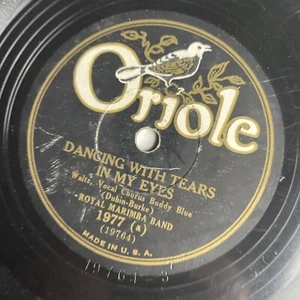 Oriole
DANCING WITH TEARS
IN MY EYES
Waltz, Vocal Chorus Buddy Blue
(Dubin-Burke)
ROYAL MARIMBA BAND
1977 (a)
(19764)
MADE IN U.S.A.